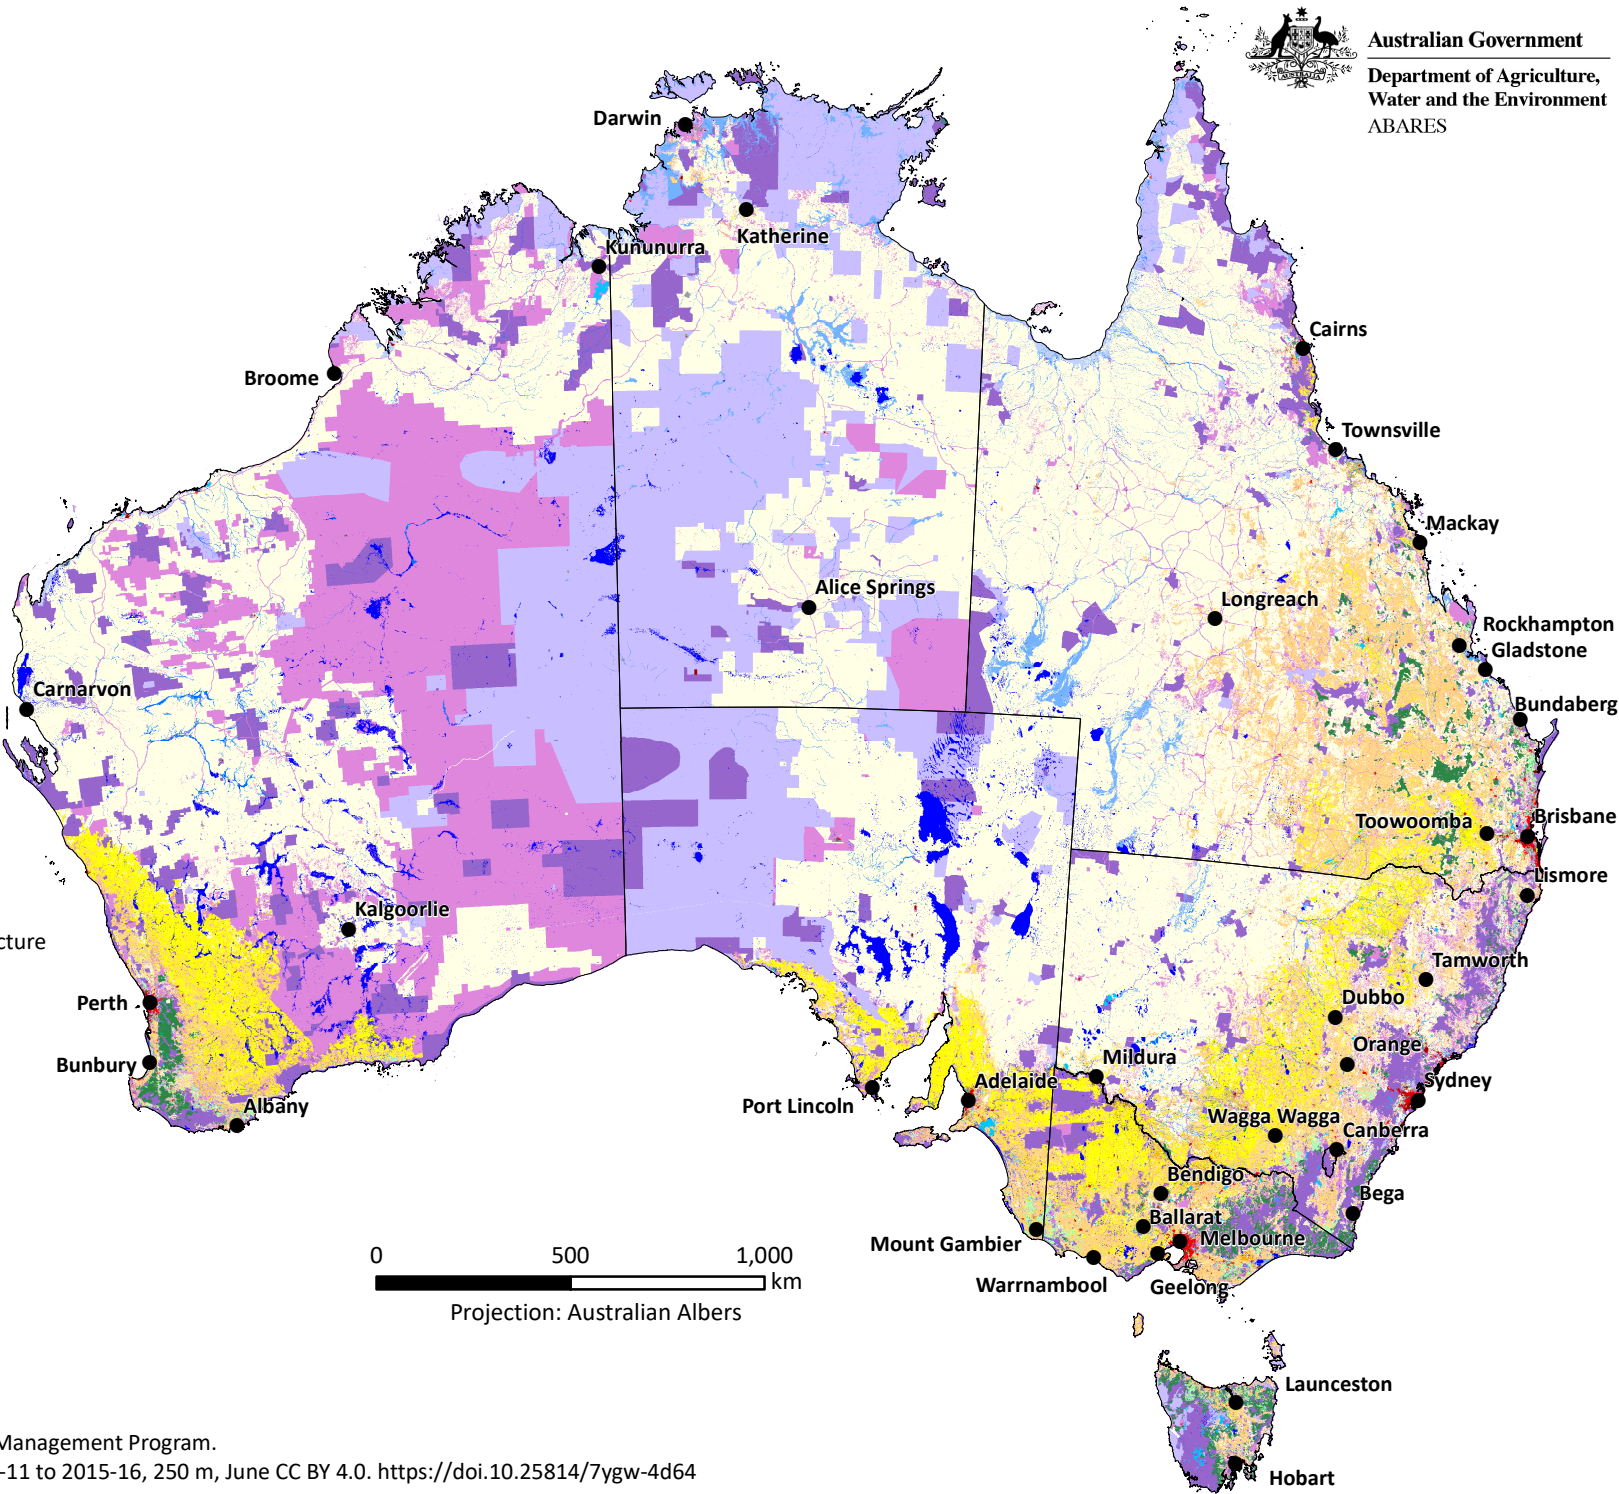 Australian Government
Department of Agriculture,
Water and the Environment
ABARES
AUSTRALIA
Darwin
Katherine
Kununurra
Cairns
Broome
Townsville
Mackay
Alice Springs
Longreach
Rockhampton
Gladstone
Carnarvon
Bundaberg
Toowoomba
Brisbane
Lismore
Kalgoorlie
cture
Tamworth
Perth
Dubbo
Orange
Bunbury
Mildura
Sydney
Adelaide
Albany
Port Lincoln
Wagga Wagga
Canberra
Bendigo
Bega
Ballarat
Mount Gambier
Melbourne
0 500 1,000
km
Warrnambool
Geelong
Projection: Australian Albers
Launceston
Management Program.
-11 to 2015-16, 250 m, June CC BY 4.0. https://doi.org/10.25814/7ygw-4d64
Hobart